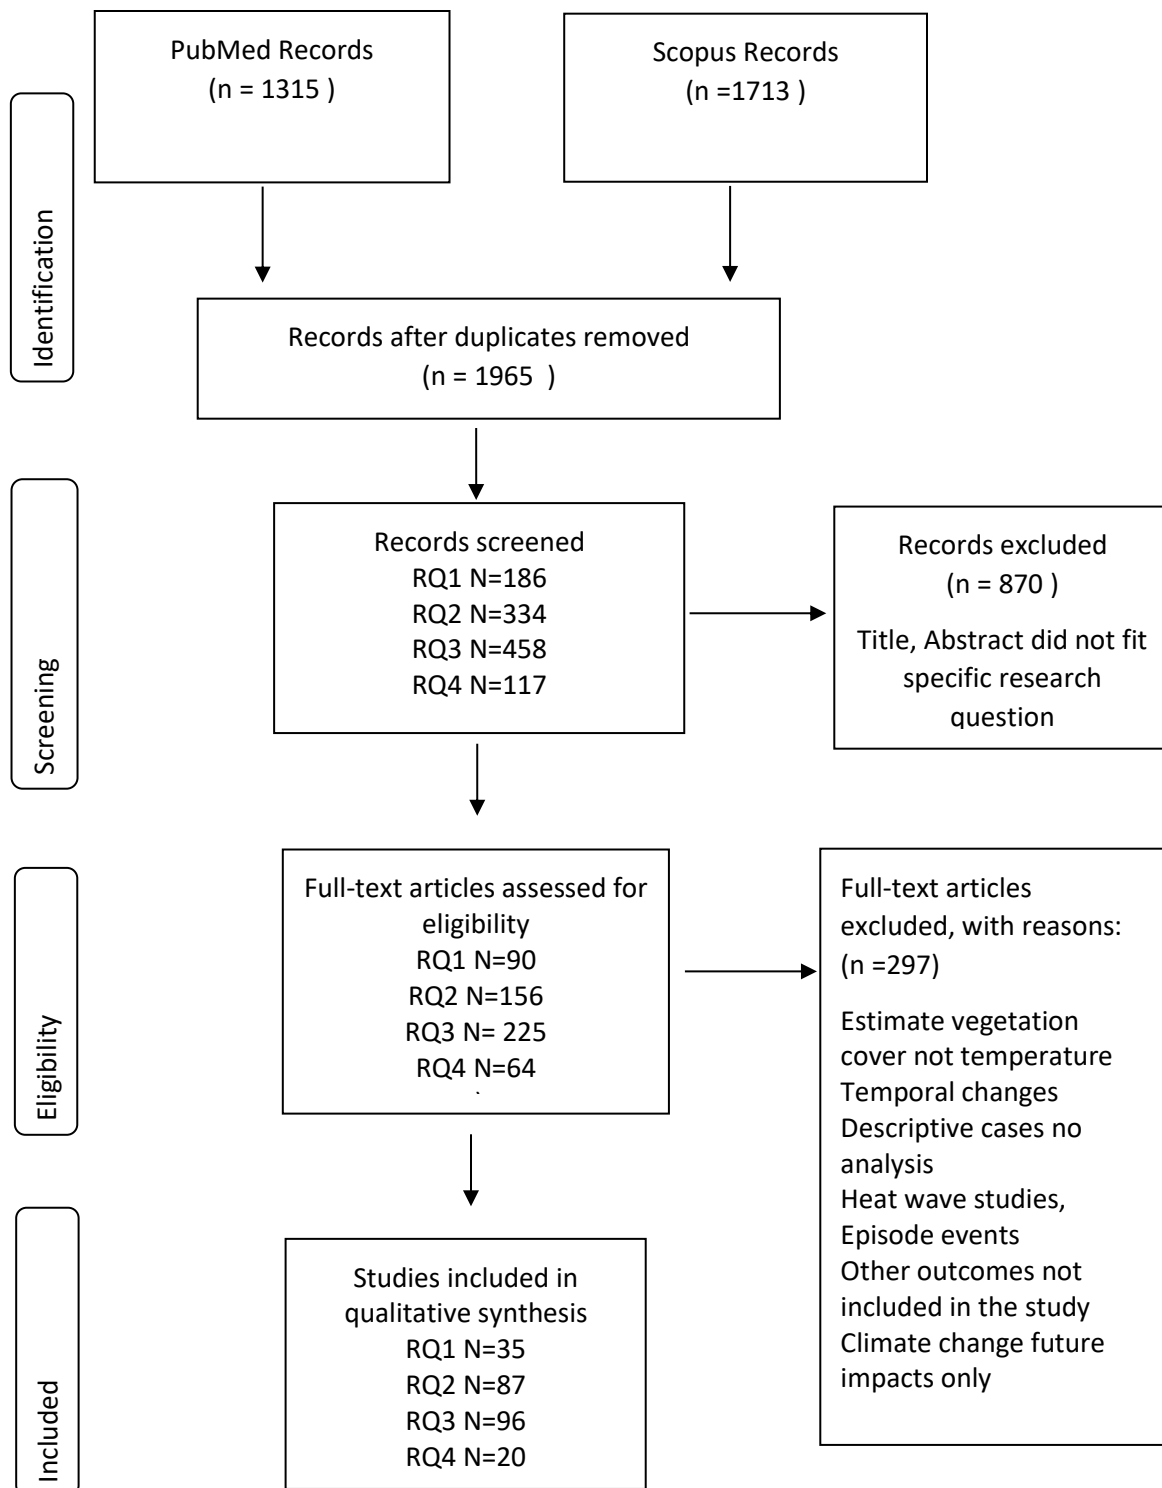 PubMed Records
(n = 1315 )
Scopus Records
(n =1713 )
Identification
Records after duplicates removed
(n = 1965  )
Screening
Records screened
RQ1 N=186
RQ2 N=334
RQ3 N=458
RQ4 N=117
Records excluded
(n = 870 )
Title, Abstract did not fit
specific research
question
Eligibility
Full-text articles assessed for
eligibility
RQ1 N=90
RQ2 N=156
RQ3 N= 225
RQ4 N=64
`
Full-text articles
excluded, with reasons:
(n =297)
Estimate vegetation
cover not temperature
Temporal changes
Descriptive cases no
analysis
Heat wave studies,
Episode events
Other outcomes not
included in the study
Climate change future
impacts only
Included
Studies included in
qualitative synthesis
RQ1 N=35
RQ2 N=87
RQ3 N=96
RQ4 N=20